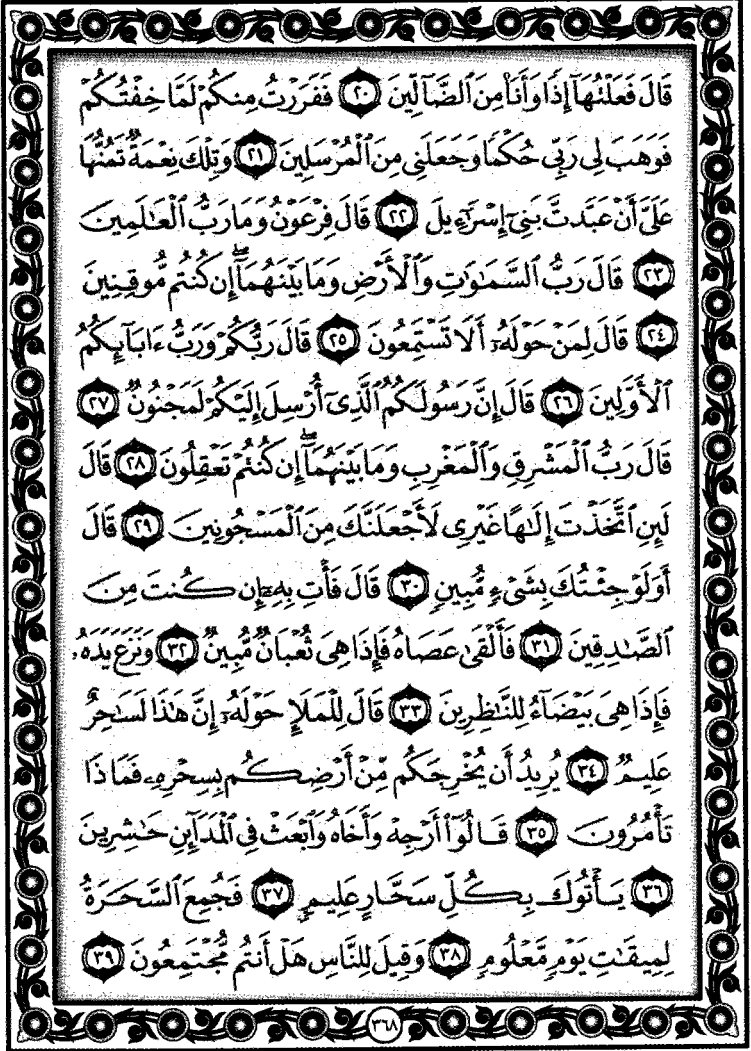 قَالَ فَعَلْتُهَآ إِذًا وَأَنَا۠ مِنَ ٱلضَّآلِّينَ ٢٠ فَفَرَرْتُ مِنكُمْ لَمَّا خِفْتُكُمْ
فَوَهَبَ لِى رَبِّى حُكْمًا وَجَعَلَنِى مِنَ ٱلْمُرْسَلِينَ ٢١ وَتِلْكَ نِعْمَةٌ تَمُنُّهَا
عَلَىَّ أَنْ عَبَّدتَّ بَنِىٓ إِسْرَٰٓءِيلَ ٢٢ قَالَ فِرْعَوْنُ وَمَا رَبُّ ٱلْعَٰلَمِينَ
٢٣ قَالَ رَبُّ ٱلسَّمَٰوَٰتِ وَٱلْأَرْضِ وَمَا بَيْنَهُمَآ ۖ إِن كُنتُم مُّوقِنِينَ
٢٤ قَالَ لِمَنْ حَوْلَهُۥٓ أَلَا تَسْتَمِعُونَ ٢٥ قَالَ رَبُّكُمْ وَرَبُّ ءَابَآئِكُمُ
ٱلْأَوَّلِينَ ٢٦ قَالَ إِنَّ رَسُولَكُمُ ٱلَّذِىٓ أُرْسِلَ إِلَيْكُمْ لَمَجْنُونٌ ٢٧
قَالَ رَبُّ ٱلْمَشْرِقِ وَٱلْمَغْرِبِ وَمَا بَيْنَهُمَآ ۖ إِن كُنتُمْ تَعْقِلُونَ ٢٨ قَالَ
لَئِنِ ٱتَّخَذْتَ إِلَٰهًا غَيْرِى لَأَجْعَلَنَّكَ مِنَ ٱلْمَسْجُونِينَ ٢٩ قَالَ
أَوَلَوْ جِئْتُكَ بِشَىْءٍ مُّبِينٍ ٣٠ قَالَ فَأْتِ بِهِۦٓ إِن كُنتَ مِنَ
ٱلصَّٰدِقِينَ ٣١ فَأَلْقَىٰ عَصَاهُ فَإِذَا هِىَ ثُعْبَانٌ مُّبِينٌ ٣٢ وَنَزَعَ يَدَهُۥ
فَإِذَا هِىَ بَيْضَآءُ لِلنَّٰظِرِينَ ٣٣ قَالَ لِلْمَلَإِ حَوْلَهُۥٓ إِنَّ هَٰذَا لَسَٰحِرٌ
عَلِيمٌ ٣٤ يُرِيدُ أَن يُخْرِجَكُم مِّنْ أَرْضِكُم بِسِحْرِهِۦ فَمَاذَا
تَأْمُرُونَ ٣٥ قَالُوٓا۟ أَرْجِهْ وَأَخَاهُ وَٱبْعَثْ فِى ٱلْمَدَآئِنِ حَٰشِرِينَ
٣٦ يَأْتُوكَ بِكُلِّ سَحَّارٍ عَلِيمٍ ٣٧ فَجُمِعَ ٱلسَّحَرَةُ
لِمِيقَٰتِ يَوْمٍ مَّعْلُومٍ ٣٨ وَقِيلَ لِلنَّاسِ هَلْ أَنتُم مُّجْتَمِعُونَ ٣٩
٣٦٨